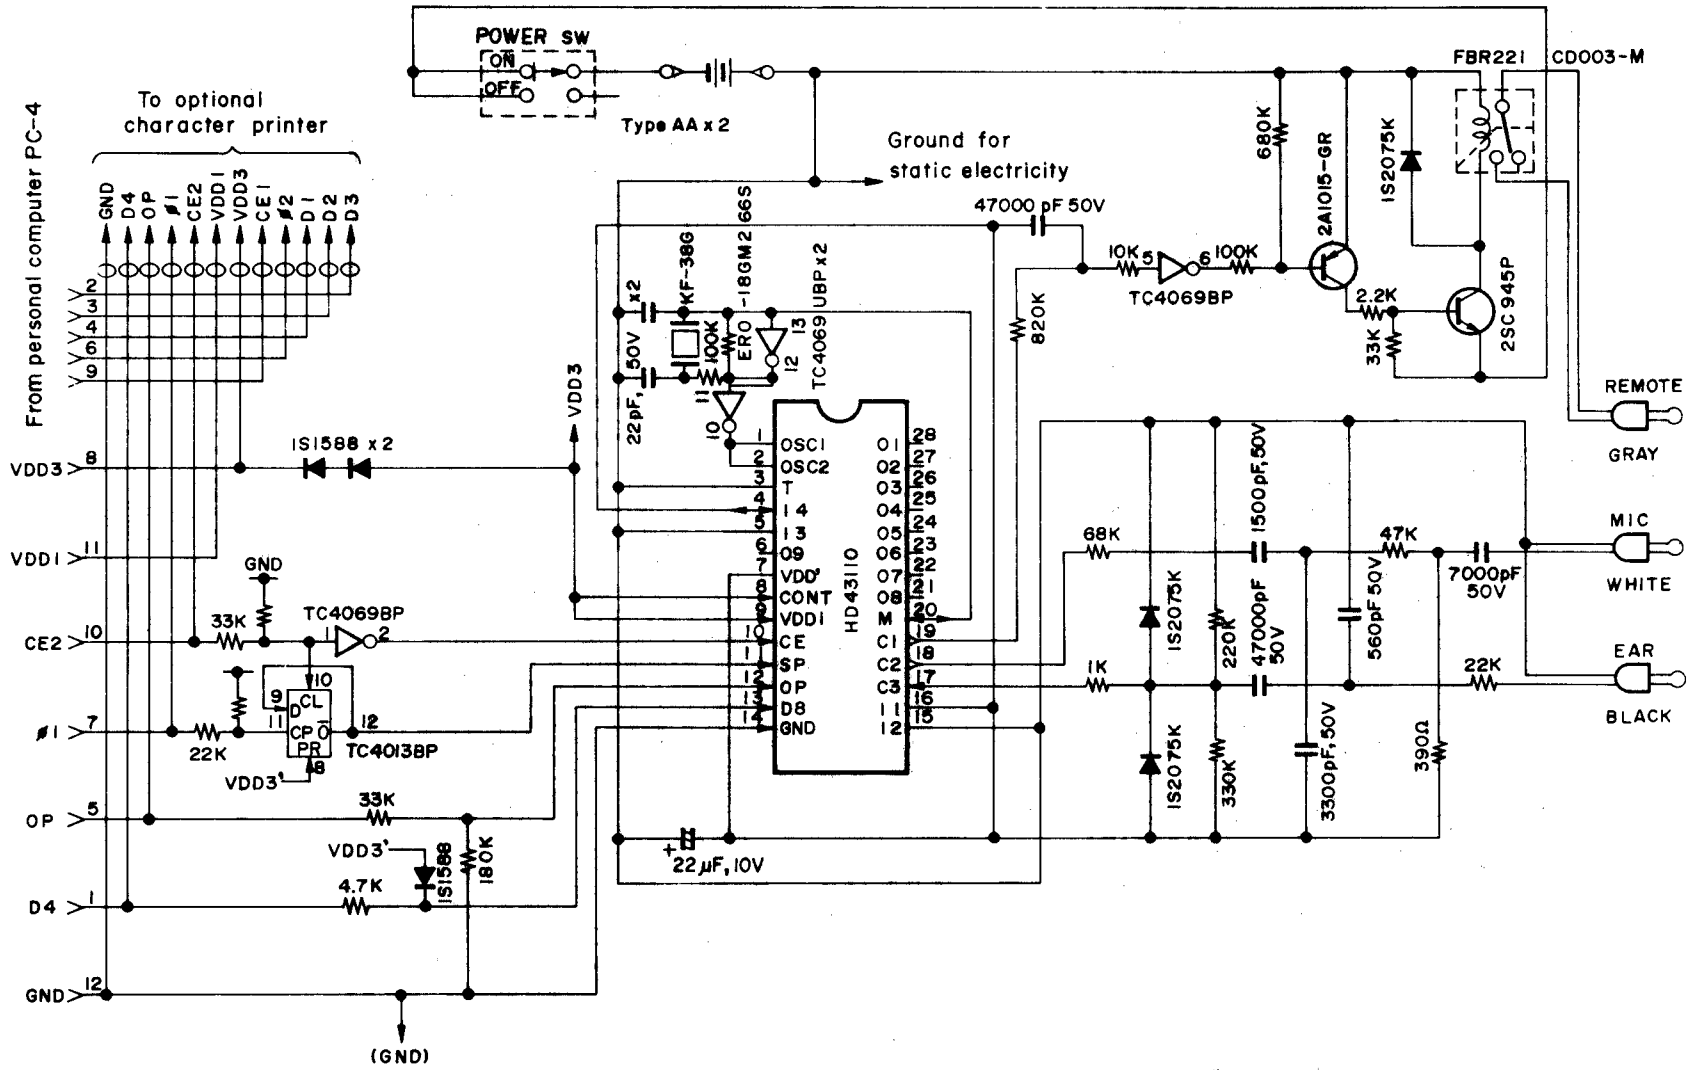 POWER SW
ON
OFF
Type AA x 2
FBR221
CD003-M
To optional
character printer
From personal computer PC-4
GND
D4
OP
ø1
CE2
VDD1
VDD3
CE1
ø2
D1
D2
D3
2
3
4
6
9
Ground for
static electricity
47000 pF 50V
680K
2A1015-GR
1S2075K
10K
5
6
100K
TC4069BP
820K
2.2K
33K
2SC945P
x2
22pF, 50V
KF-38G
100K
ERO-18GM2 66S
13
12
TC4069 UBP x 2
11
10
REMOTE
GRAY
VDD3
8
1S1588 x 2
VDD3
VDD1
11
GND
CE2
10
33K
TC4069BP
1
2
10
9
CL
D
11
CP
Q
12
PR
8
TC4013BP
VDD3'
ø1
7
22K
OP
5
33K
VDD3'
1S1588
180K
D4
1
4.7K
GND
12
(GND)
HD43110
1
OSC1
2
OSC2
3
T
4
I4
5
I3
6
O9
7
VDD'
8
CONT
9
VDD1
10
CE
SP
12
OP
13
D8
14
GND
28
O1
27
O2
26
O3
25
O4
24
O5
23
O6
22
O7
21
O8
20
M
19
C1
18
C2
17
C3
16
I1
15
I2
+
22µF, 10V
68K
1K
1S2075K
1S2075K
220K
330K
1500pF, 50V
47000pF
50V
560pF 50V
3300pF, 50V
47K
7000pF
50V
22K
390Ω
MIC
WHITE
EAR
BLACK